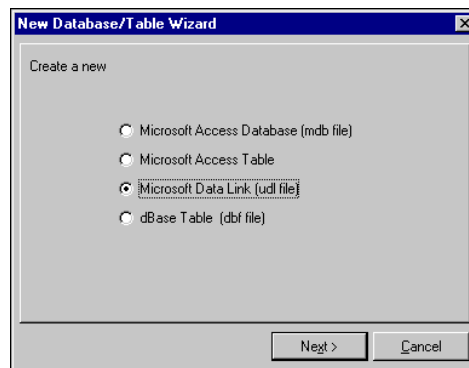 New Database/Table Wizard
Create a new
Microsoft Access Database (mdb file)
Microsoft Access Table
Microsoft Data Link (udl file)
dBase Table (dbf file)
Next >
Cancel